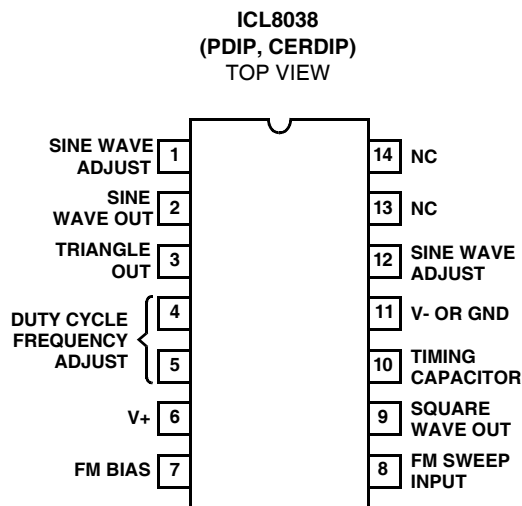 ICL8038
(PDIP, CERDIP)
TOP VIEW
SINE WAVE
ADJUST
1
SINE
WAVE OUT
2
TRIANGLE
OUT
3
DUTY CYCLE
FREQUENCY
ADJUST
4
5
V+
6
FM BIAS
7
14
NC
13
NC
12
SINE WAVE
ADJUST
11
V- OR GND
10
TIMING
CAPACITOR
9
SQUARE
WAVE OUT
8
FM SWEEP
INPUT